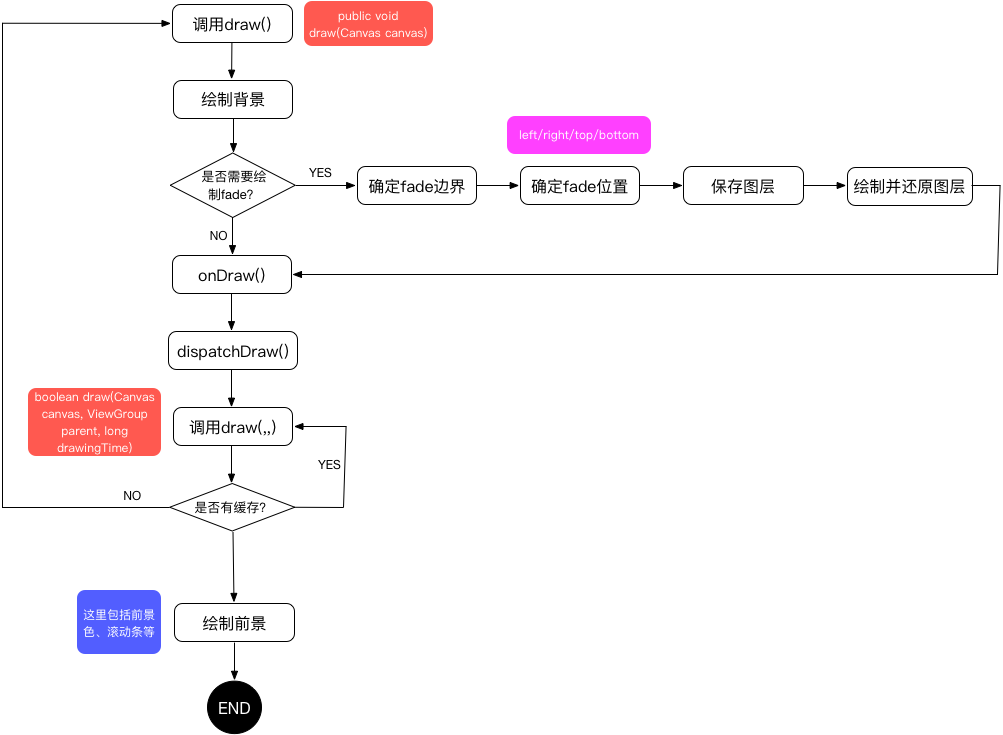 调用draw()
public void
draw(Canvas canvas)
绘制背景
left/right/top/bottom
是否需要绘
制fade?
YES
确定fade边界
确定fade位置
保存图层
绘制并还原图层
NO
onDraw()
dispatchDraw()
boolean draw(Canvas
canvas, ViewGroup
parent, long
drawingTime)
调用draw(,,)
YES
NO
是否有缓存?
这里包括前景
色、滚动条等
绘制前景
END